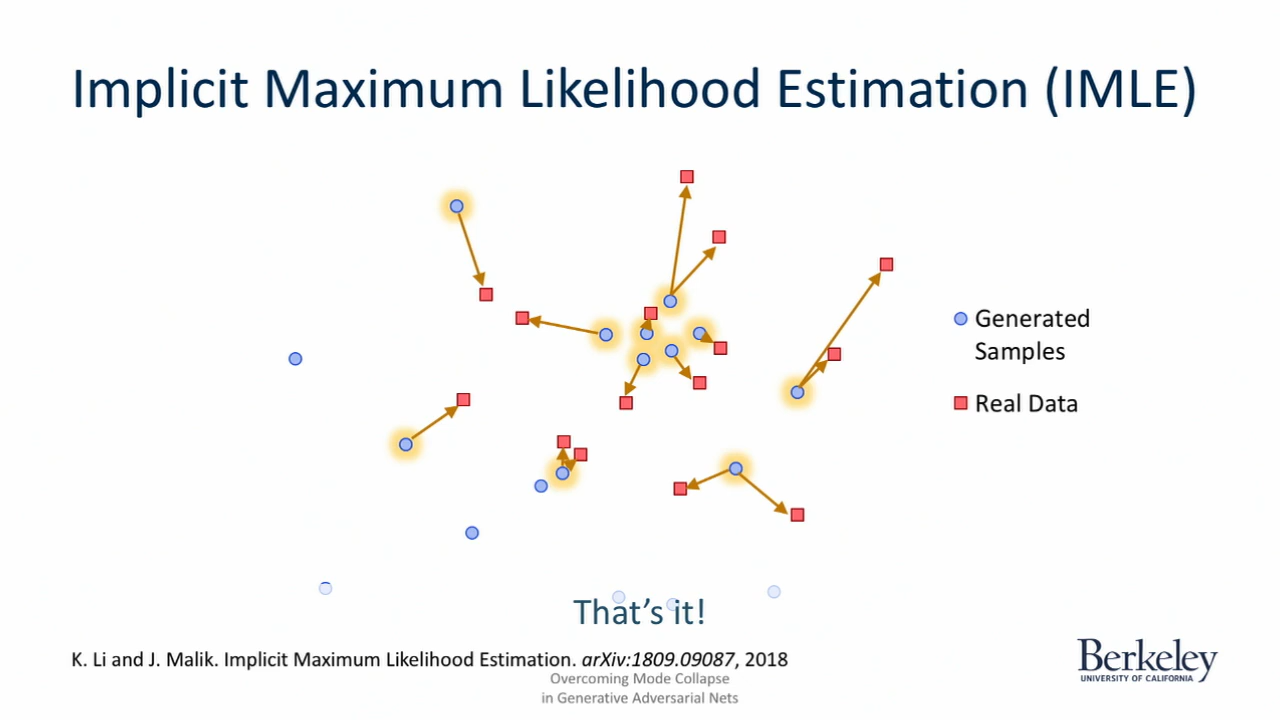 Implicit Maximum Likelihood Estimation (IMLE)
Generated
Samples
Real Data
That's it!
K. Li and J. Malik. Implicit Maximum Likelihood Estimation. arXiv:1809.09087, 2018
Overcoming Mode Collapse
in Generative Adversarial Nets
Berkeley
UNIVERSITY OF CALIFORNIA